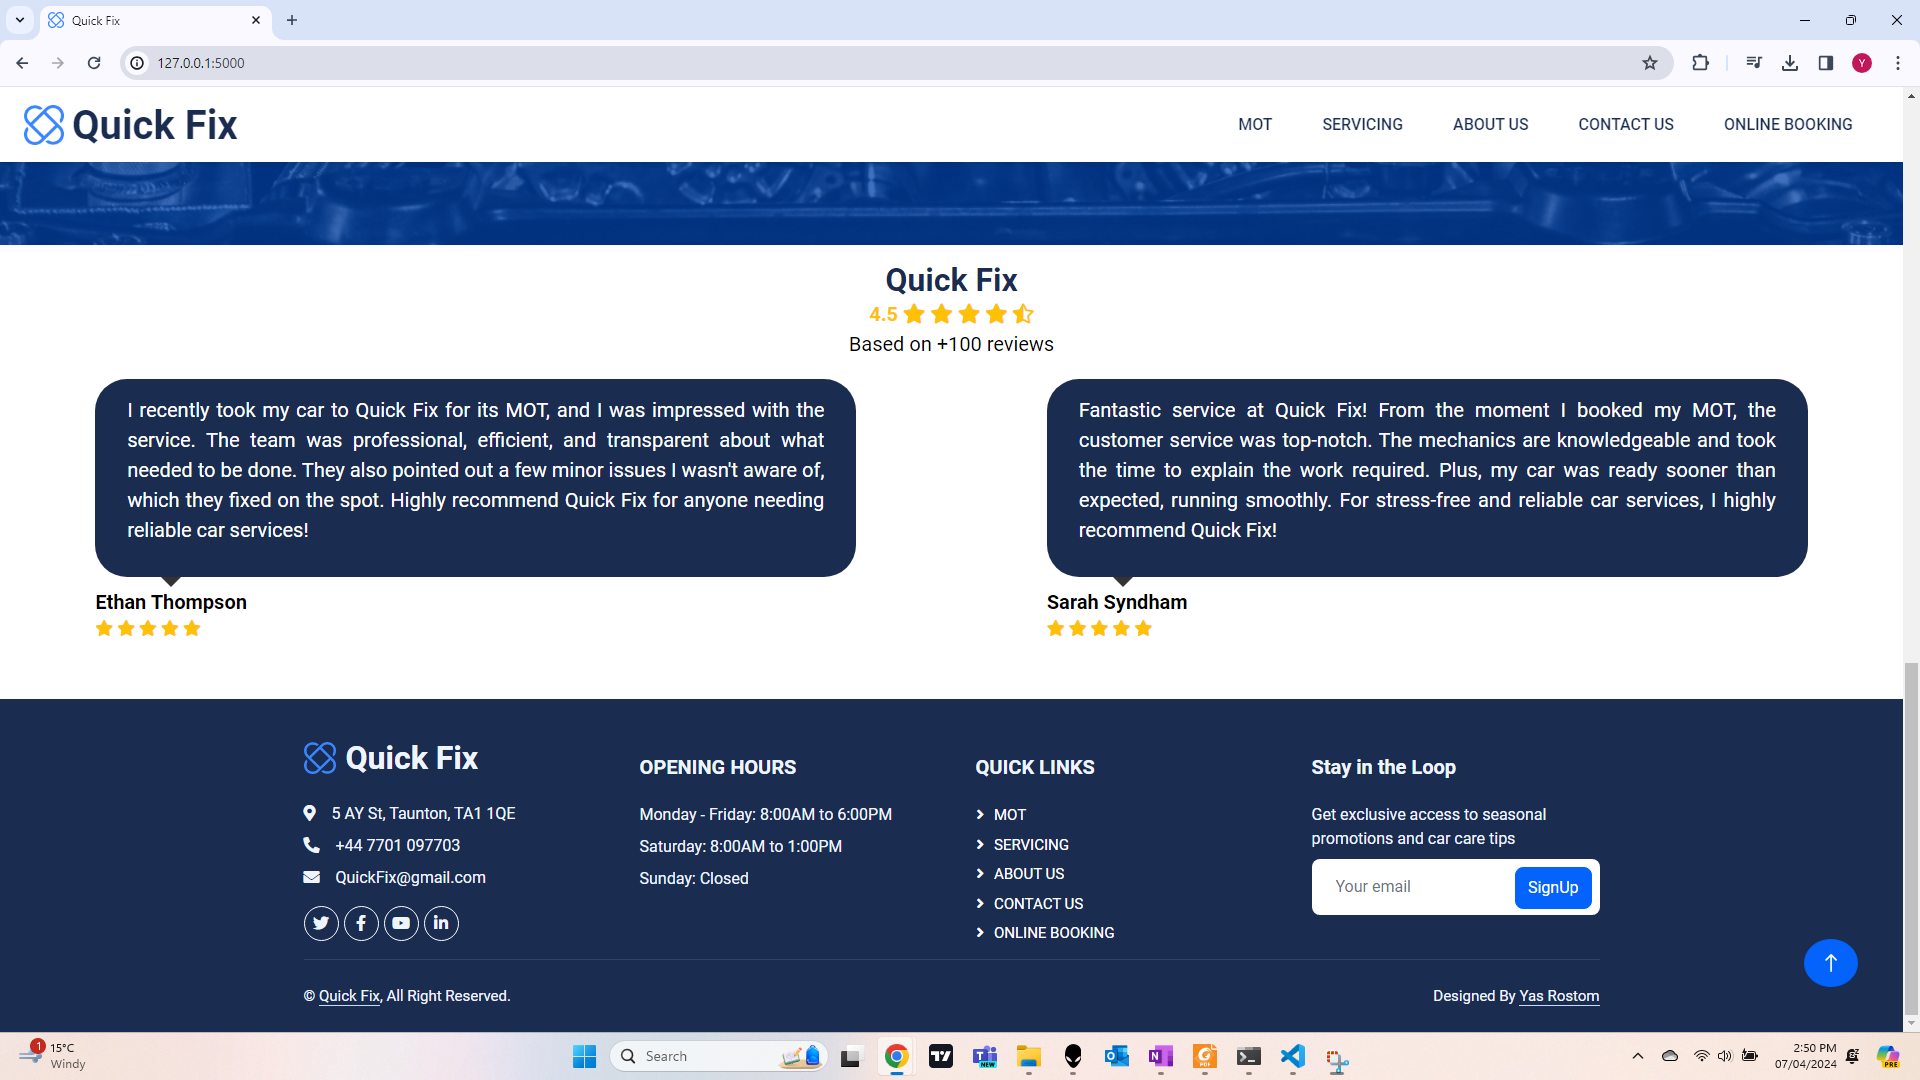 Quick Fix
127.0.0.1:5000
Y
Quick Fix
MOT SERVICING ABOUT US CONTACT US ONLINE BOOKING
Quick Fix
4.5
Based on +100 reviews
I recently took my car to Quick Fix for its MOT, and I was impressed with the
service. The team was professional, efficient, and transparent about what
needed to be done. They also pointed out a few minor issues I wasn't aware of,
which they fixed on the spot. Highly recommend Quick Fix for anyone needing
reliable car services!
Ethan Thompson
Fantastic service at Quick Fix! From the moment I booked my MOT, the
customer service was top-notch. The mechanics are knowledgeable and took
the time to explain the work required. Plus, my car was ready sooner than
expected, running smoothly. For stress-free and reliable car services, I highly
recommend Quick Fix!
Sarah Syndham
Quick Fix
5 AY St, Taunton, TA1 1QE
+44 7701 097703
QuickFix@gmail.com
OPENING HOURS
Monday - Friday: 8:00AM to 6:00PM
Saturday: 8:00AM to 1:00PM
Sunday: Closed
QUICK LINKS
MOT
SERVICING
ABOUT US
CONTACT US
ONLINE BOOKING
Stay in the Loop
Get exclusive access to seasonal
promotions and car care tips
Your email
SignUp
© Quick Fix, All Right Reserved.
Designed By Yas Rostom
1
15°C
Windy
Search
NEW
2:50 PM
07/04/2024
PRE